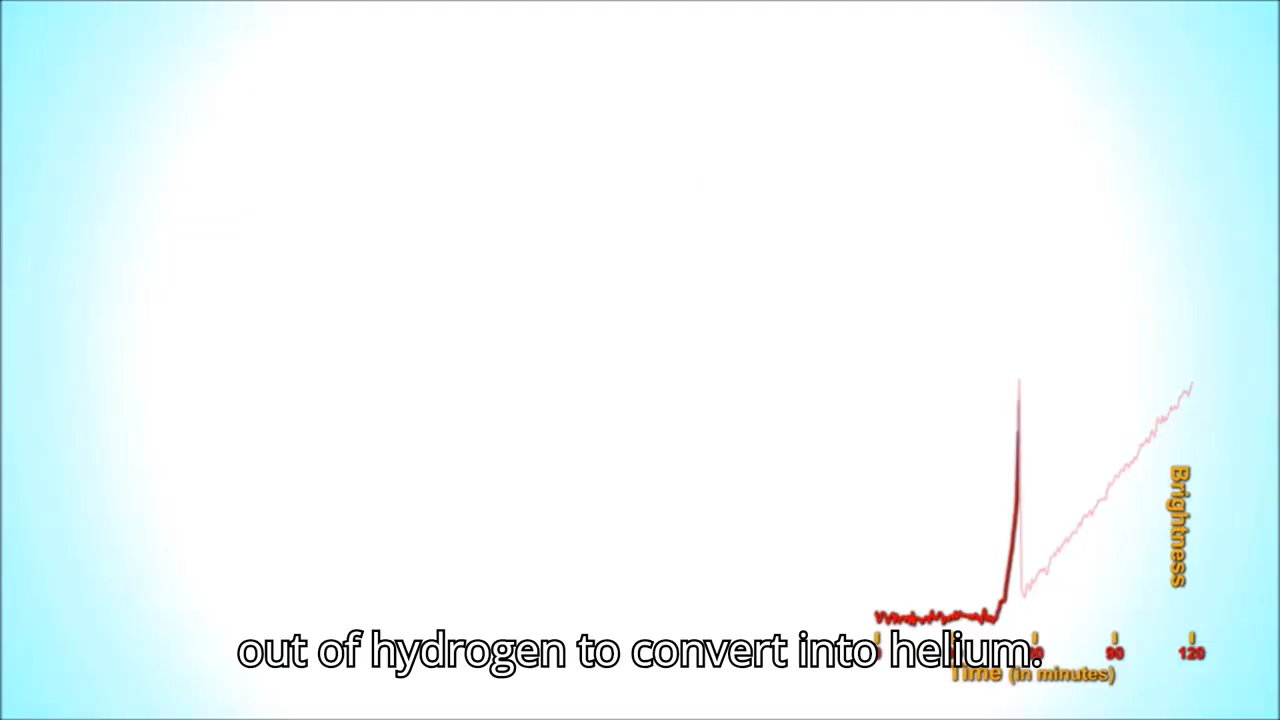 Brightness
out of hydrogen to convert into helium.
90 120
Time (in minutes)